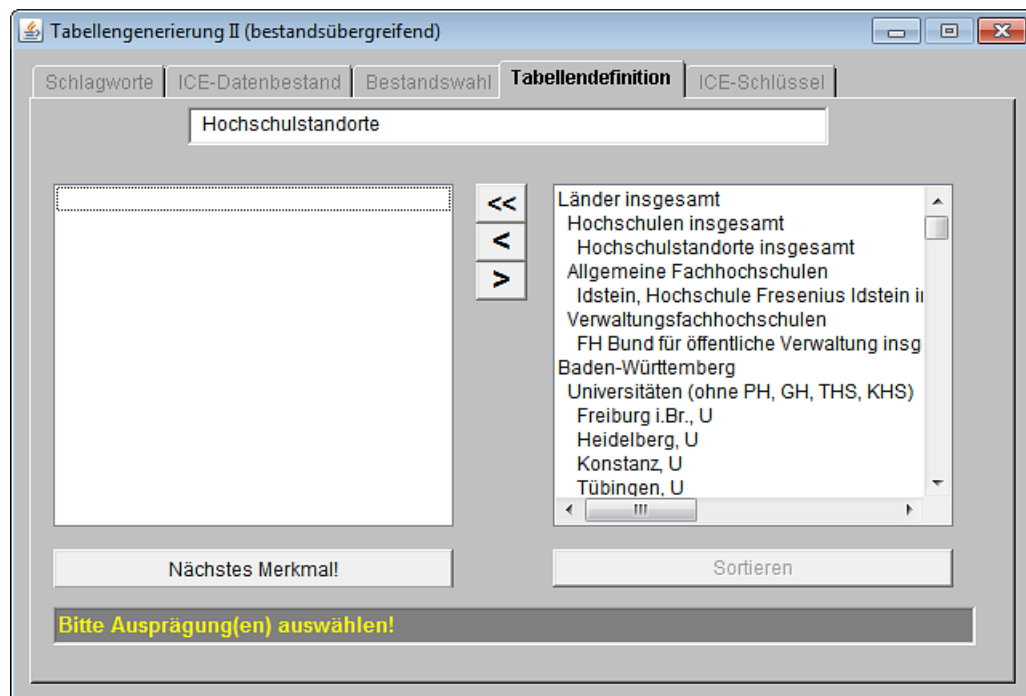 Tabellengenerierung II (bestandsübergreifend)
Schlagworte ICE-Datenbestand Bestandswahl Tabellendefinition ICE-Schlüssel
Hochschulstandorte
<<
<
>
Länder insgesamt
Hochschulen insgesamt
Hochschulstandorte insgesamt
Allgemeine Fachhochschulen
Idstein, Hochschule Fresenius Idstein i
Verwaltungsfachhochschulen
FH Bund für öffentliche Verwaltung insg
Baden-Württemberg
Universitäten (ohne PH, GH, THS, KHS)
Freiburg i.Br., U
Heidelberg, U
Konstanz, U
Tübingen, U
Nächstes Merkmal!
Sortieren
Bitte Ausprägung(en) auswählen!